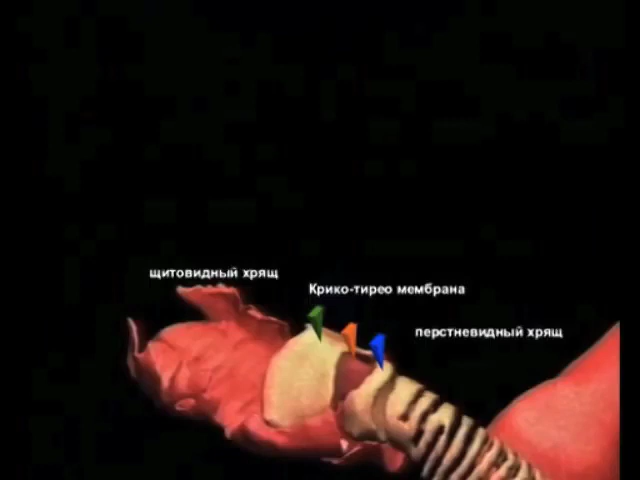 щитовидный хрящ
Крико-тирео мембрана
перстневидный хрящ